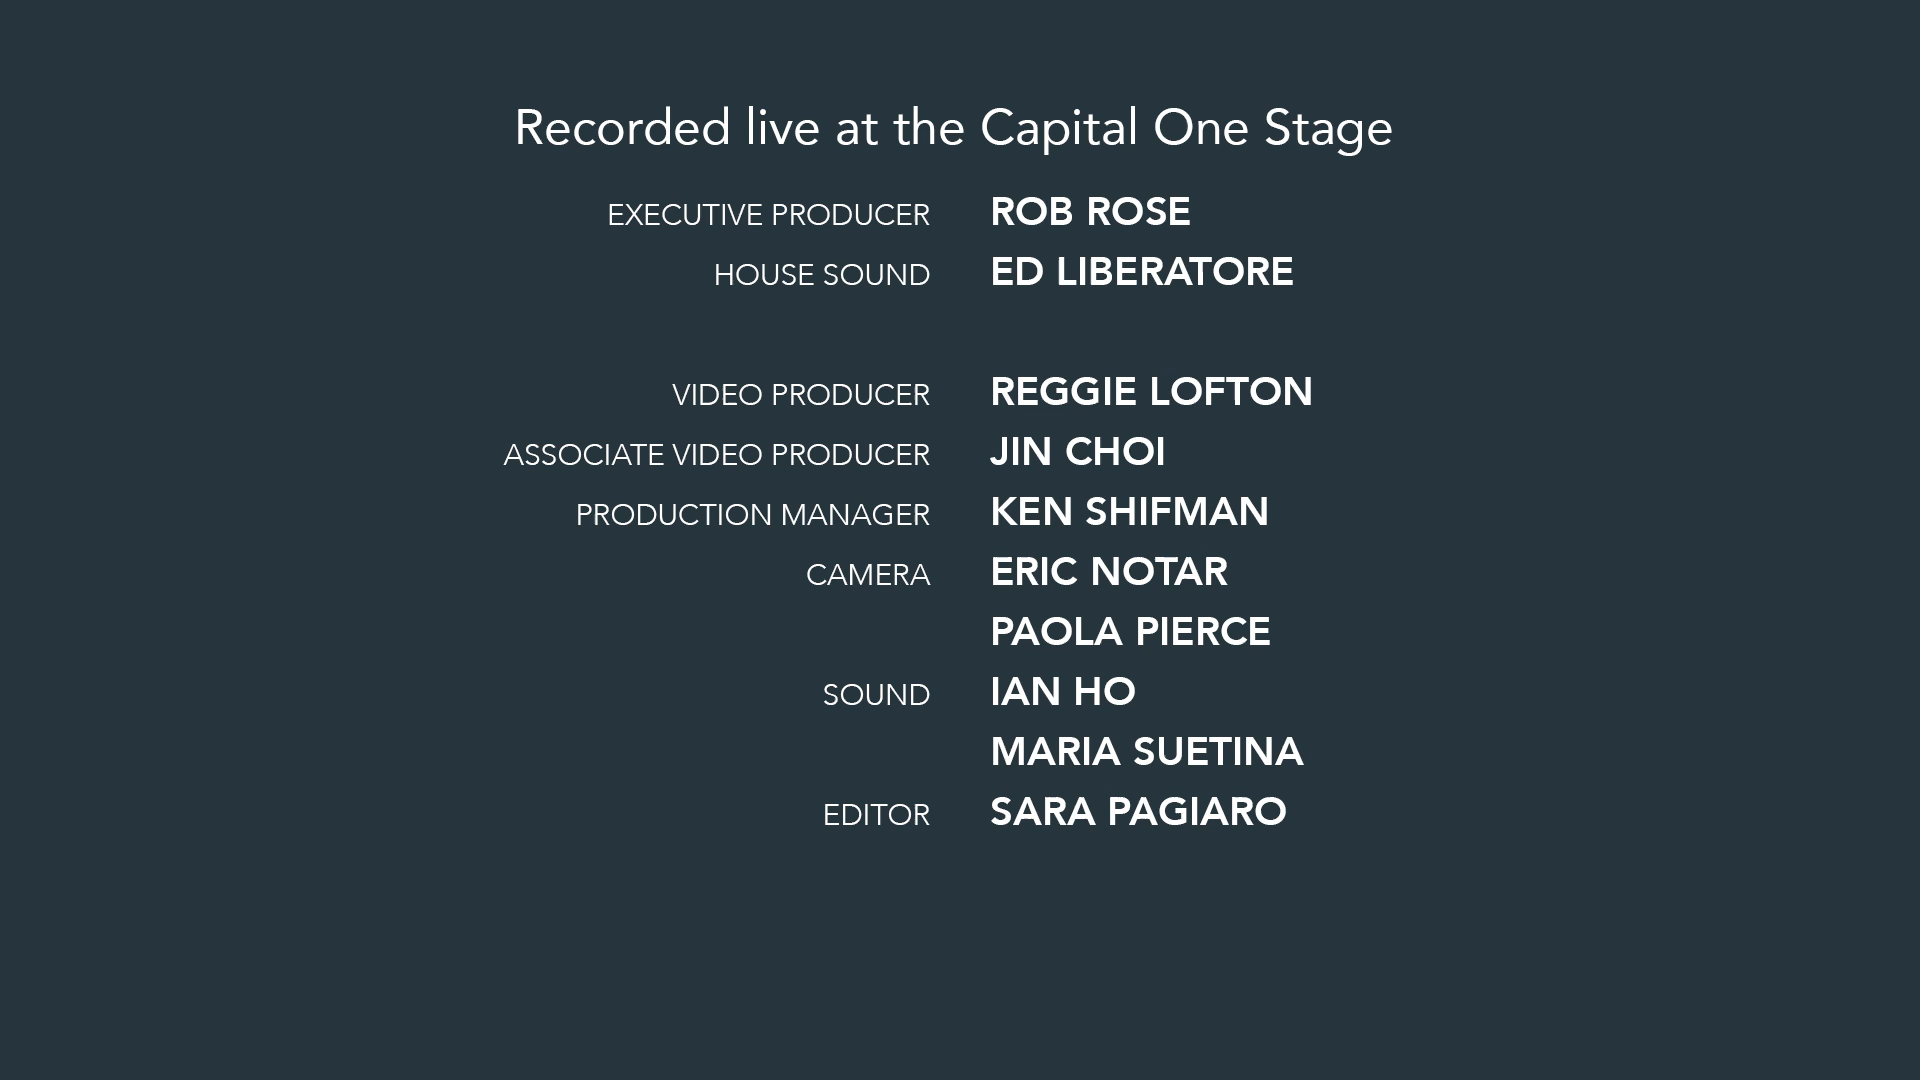 Recorded live at the Capital One Stage
EXECUTIVE PRODUCER ROB ROSE
HOUSE SOUND ED LIBERATORE
VIDEO PRODUCER REGGIE LOFTON
ASSOCIATE VIDEO PRODUCER JIN CHOI
PRODUCTION MANAGER KEN SHIFMAN
CAMERA ERIC NOTAR
PAOLA PIERCE
SOUND IAN HO
MARIA SUETINA
EDITOR SARA PAGIARO